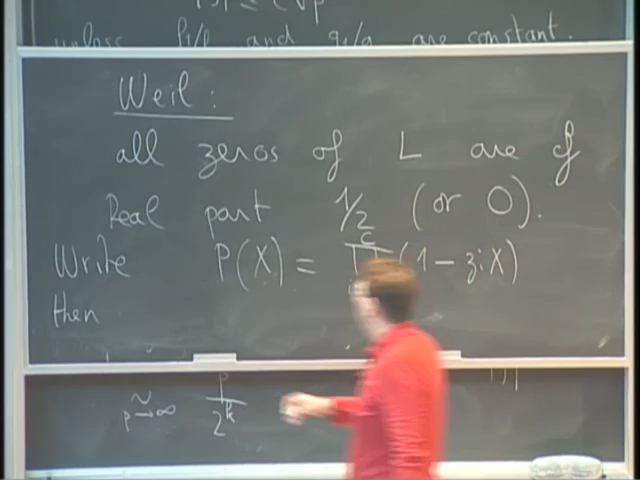 unless f1/p and g1/q are constant.
Weil:
all zeros of L are of
Real part 1/2 (or 0).
Write P(X) = ∏ (1 - ziX)
then
~ p→∞ p/2^k